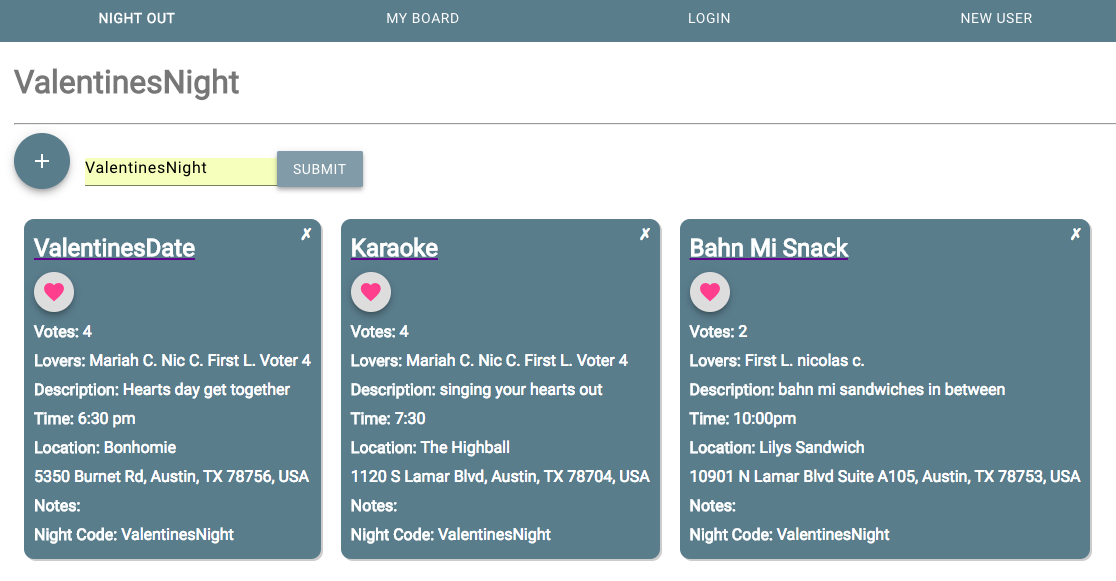 NIGHT OUT MY BOARD LOGIN NEW USER
ValentinesNight
+
ValentinesNight SUBMIT
✗
ValentinesDate
Votes: 4
Lovers: Mariah C. Nic C. First L. Voter 4
Description: Hearts day get together
Time: 6:30 pm
Location: Bonhomie
5350 Burnet Rd, Austin, TX 78756, USA
Notes:
Night Code: ValentinesNight
✗
Karaoke
Votes: 4
Lovers: Mariah C. Nic C. First L. Voter 4
Description: singing your hearts out
Time: 7:30
Location: The Highball
1120 S Lamar Blvd, Austin, TX 78704, USA
Notes:
Night Code: ValentinesNight
✗
Bahn Mi Snack
Votes: 2
Lovers: First L. nicolas c.
Description: bahn mi sandwiches in between
Time: 10:00pm
Location: Lilys Sandwich
10901 N Lamar Blvd Suite A105, Austin, TX 78753, USA
Notes:
Night Code: ValentinesNight